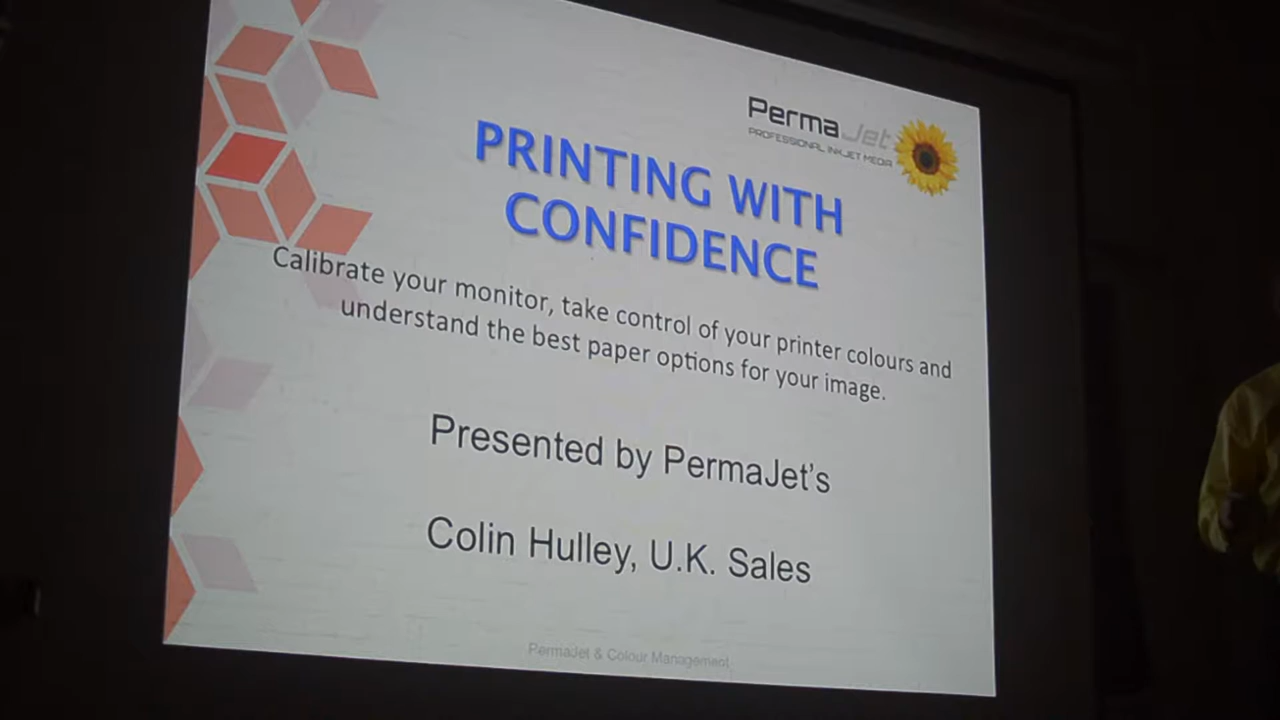 PermaJet
PROFESSIONAL INKJET MEDIA
PRINTING WITH
CONFIDENCE
Calibrate your monitor, take control of your printer colours and
understand the best paper options for your image.
Presented by PermaJet's
Colin Hulley, U.K. Sales
PermaJet & Colour Management